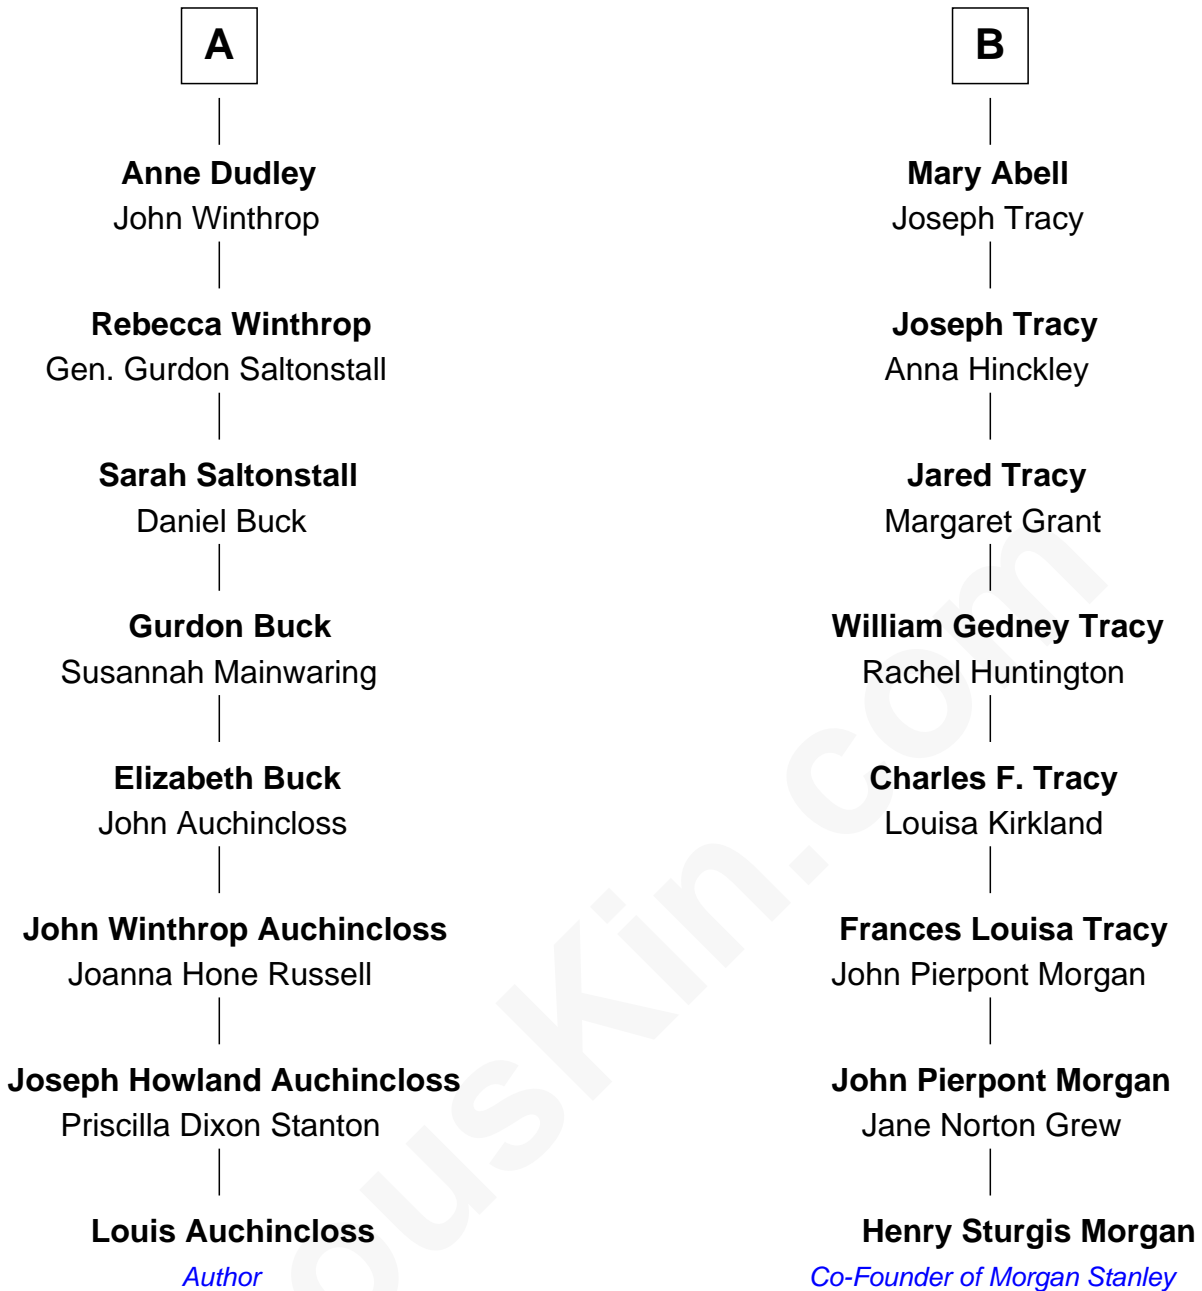 A
Anne Dudley
John Winthrop
Rebecca Winthrop
Gen. Gurdon Saltonstall
Sarah Saltonstall
Daniel Buck
Gurdon Buck
Susannah Mainwaring
Elizabeth Buck
John Auchincloss
John Winthrop Auchincloss
Joanna Hone Russell
Joseph Howland Auchincloss
Priscilla Dixon Stanton
Louis Auchincloss
Author
B
Mary Abell
Joseph Tracy
Joseph Tracy
Anna Hinckley
Jared Tracy
Margaret Grant
William Gedney Tracy
Rachel Huntington
Charles F. Tracy
Louisa Kirkland
Frances Louisa Tracy
John Pierpont Morgan
John Pierpont Morgan
Jane Norton Grew
Henry Sturgis Morgan
Co-Founder of Morgan Stanley
ousKin.com